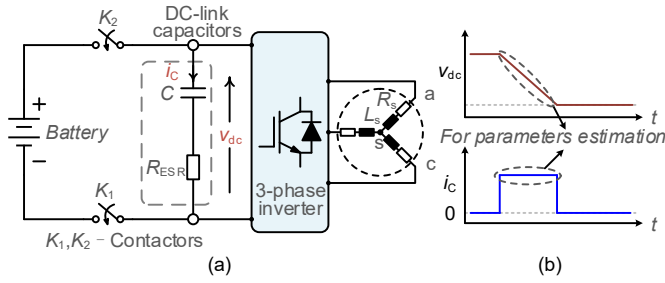 K2
DC-link
capacitors
iC
C
+
Battery
−
RESR
vdc
K1
K1,K2 − Contactors
3-phase
inverter
Rs
Ls
s
a
c
(a)
vdc
t
For parameters estimation
iC
0
t
(b)